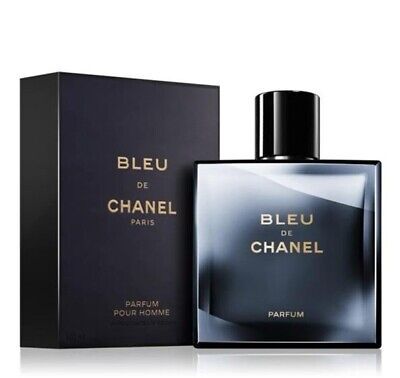 BLEU
DE
CHANEL
PARIS
PARFUM
POUR HOMME
BLEU
DE
CHANEL
PARFUM